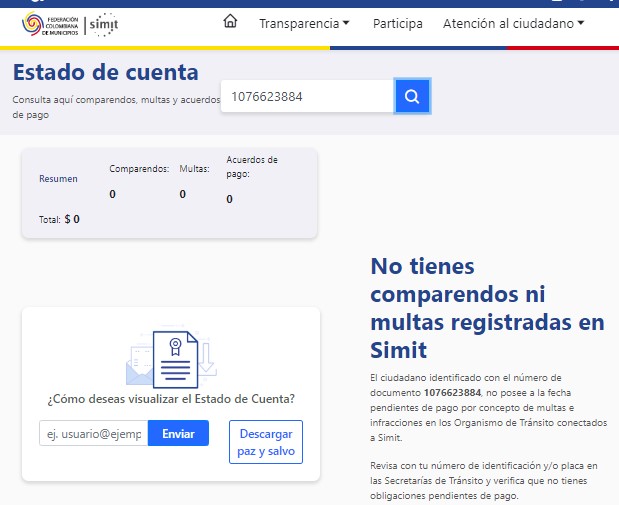 FEDERACIÓN
COLOMBIANA
DE MUNICIPIOS
simit
Transparencia
Participa
Atención al ciudadano
Estado de cuenta
Consulta aquí comparendos, multas y acuerdos
de pago
1076623884
Resumen
Comparendos:
0
Multas:
0
Acuerdos de
pago:
0
Total: $ 0
No tienes
comparendos ni
multas registradas en
Simit
El ciudadano identificado con el número de
documento 1076623884, no posee a la fecha
pendientes de pago por concepto de multas e
infracciones en los Organismo de Tránsito conectados
a Simit.
Revisa con tu número de identificación y/o placa en
las Secretarías de Tránsito y verifica que no tienes
obligaciones pendientes de pago.
¿Cómo deseas visualizar el Estado de Cuenta?
ej. usuario@ejemp
Enviar
Descargar
paz y salvo